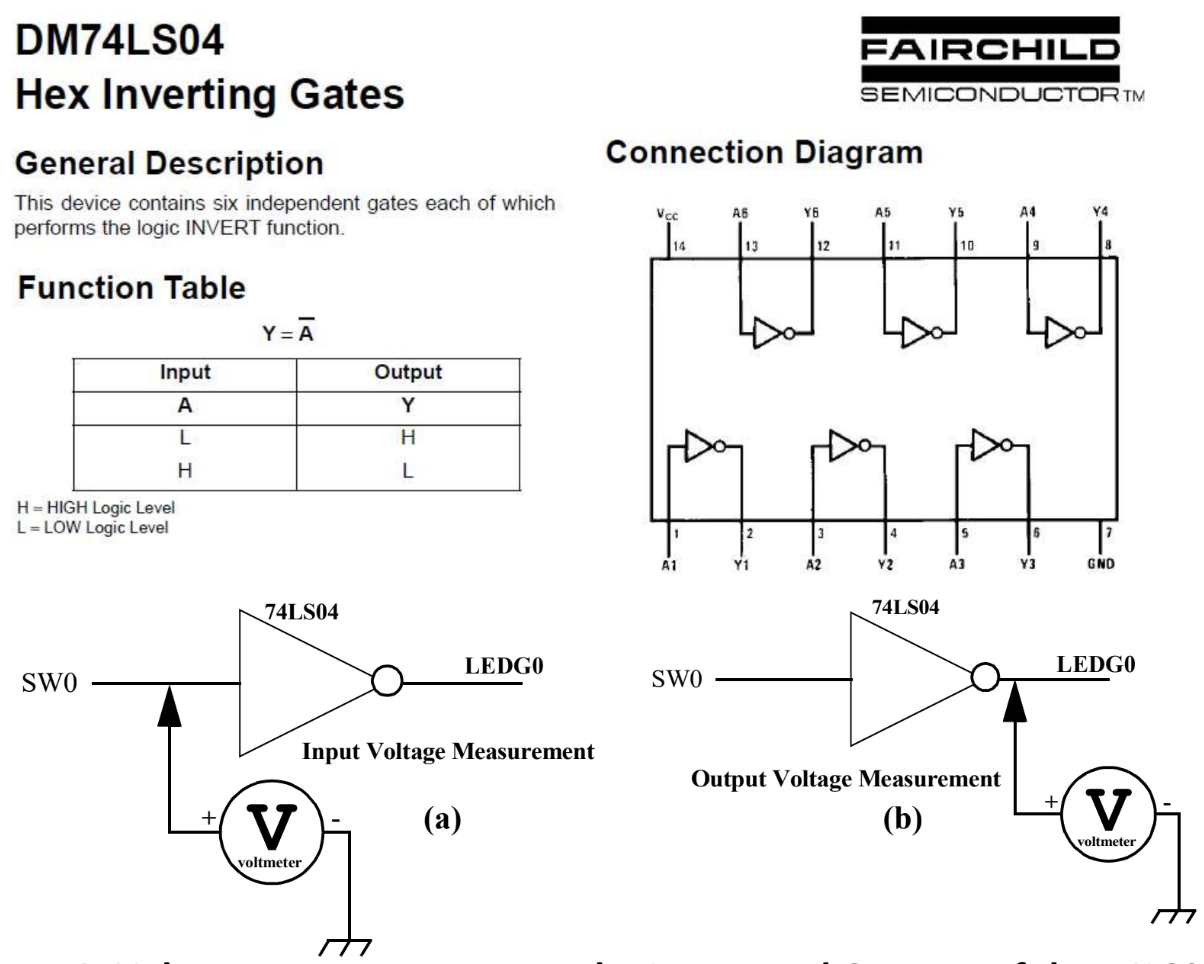 DM74LS04
Hex Inverting Gates
FAIRCHILD
SEMICONDUCTOR TM
General Description
This device contains six independent gates each of which
performs the logic INVERT function.
Function Table
Y = A̅
Input Output
A Y
L H
H L
H = HIGH Logic Level
L = LOW Logic Level
Connection Diagram
VCC A6 Y6 A5 Y5 A4 Y4
14 13 12 11 10 9 8
1 2 3 4 5 6 7
A1 Y1 A2 Y2 A3 Y3 GND
74LS04
SW0
LEDG0
Input Voltage Measurement
(a)
+ V -
voltmeter
74LS04
SW0
LEDG0
Output Voltage Measurement
(b)
+ V -
voltmeter